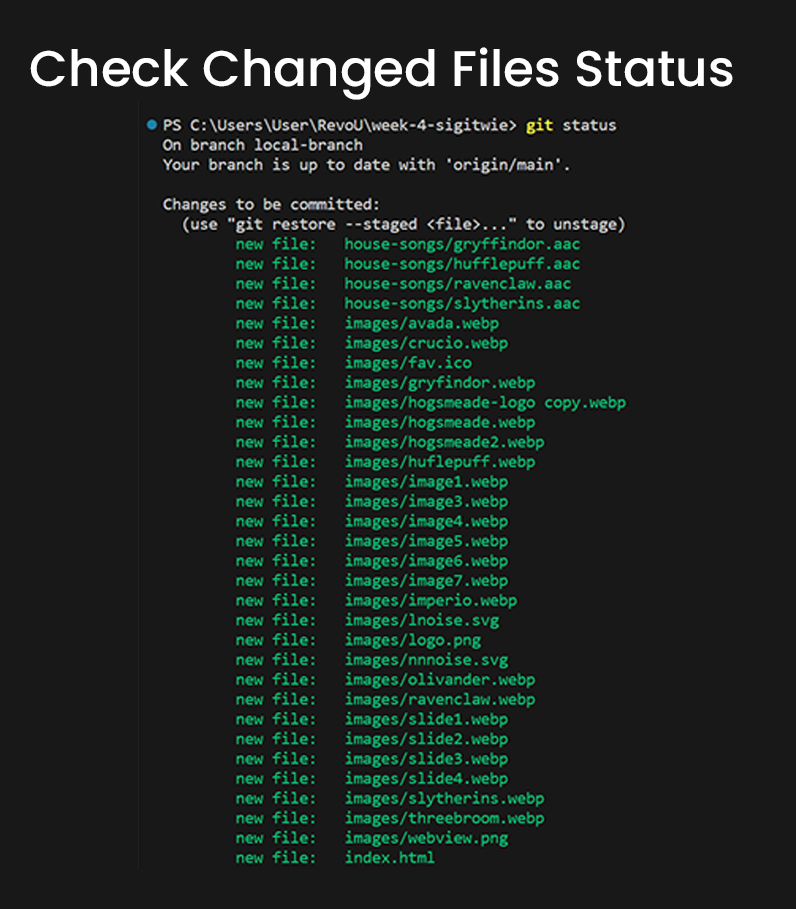 Check Changed Files Status
PS C:\Users\User\RevoU\week-4-sigitwie> git status
On branch local-branch
Your branch is up to date with 'origin/main'.
Changes to be committed:
(use "git restore --staged <file>..." to unstage)
new file: house-songs/gryffindor.aac
new file: house-songs/hufflepuff.aac
new file: house-songs/ravenclaw.aac
new file: house-songs/slytherins.aac
new file: images/avada.webp
new file: images/crucio.webp
new file: images/fav.ico
new file: images/gryfindor.webp
new file: images/hogsmeade-logo copy.webp
new file: images/hogsmeade.webp
new file: images/hogsmeade2.webp
new file: images/huflepuff.webp
new file: images/image1.webp
new file: images/image3.webp
new file: images/image4.webp
new file: images/image5.webp
new file: images/image6.webp
new file: images/image7.webp
new file: images/imperio.webp
new file: images/lnoise.svg
new file: images/logo.png
new file: images/nnnoise.svg
new file: images/olivander.webp
new file: images/ravenclaw.webp
new file: images/slide1.webp
new file: images/slide2.webp
new file: images/slide3.webp
new file: images/slide4.webp
new file: images/slytherins.webp
new file: images/threebroom.webp
new file: images/webview.png
new file: index.html